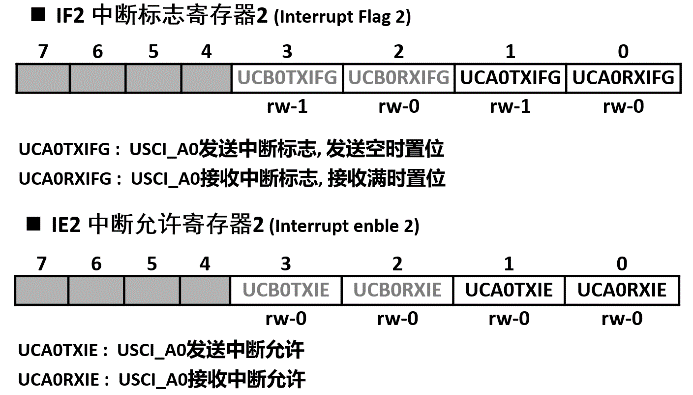 ■ IF2 中断标志寄存器2 (Interrupt Flag 2)
7 6 5 4 3 2 1 0
UCB0TXIFG UCB0RXIFG UCA0TXIFG UCA0RXIFG
rw-1 rw-0 rw-1 rw-0
UCA0TXIFG : USCI_A0发送中断标志, 发送空时置位
UCA0RXIFG : USCI_A0接收中断标志, 接收满时置位
■ IE2 中断允许寄存器2 (Interrupt enble 2)
7 6 5 4 3 2 1 0
UCB0TXIE UCB0RXIE UCA0TXIE UCA0RXIE
rw-0 rw-0 rw-0 rw-0
UCA0TXIE : USCI_A0发送中断允许
UCA0RXIE : USCI_A0接收中断允许